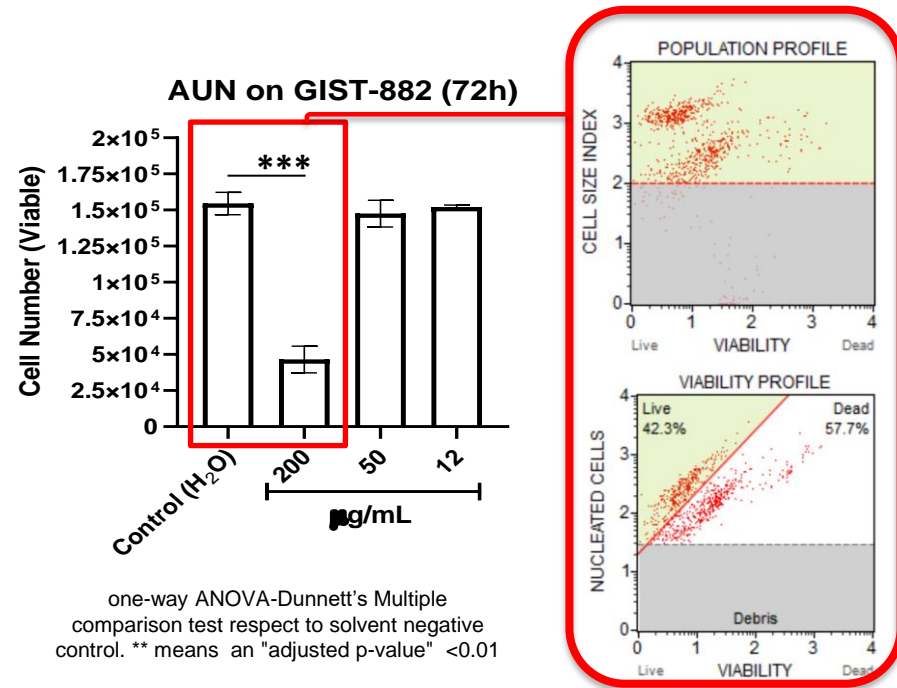 AUN on GIST-882 (72h)
Cell Number (Viable)
2×10⁵
1.75×10⁵
1.5×10⁵
1.25×10⁵
1×10⁵
7.5×10⁴
5×10⁴
2.5×10⁴
0
***
Control (H₂O)
200
50
12
µg/mL
one-way ANOVA-Dunnett's Multiple
comparison test respect to solvent negative
control. ** means an "adjusted p-value" <0.01
POPULATION PROFILE
CELL SIZE INDEX
4
3
2
1
0
0 1 2 3 4
Live VIABILITY Dead
VIABILITY PROFILE
NUCLEATED CELLS
4
3
2
1
0
Live Dead
42.3% 57.7%
Debris
0 1 2 3 4
Live VIABILITY Dead